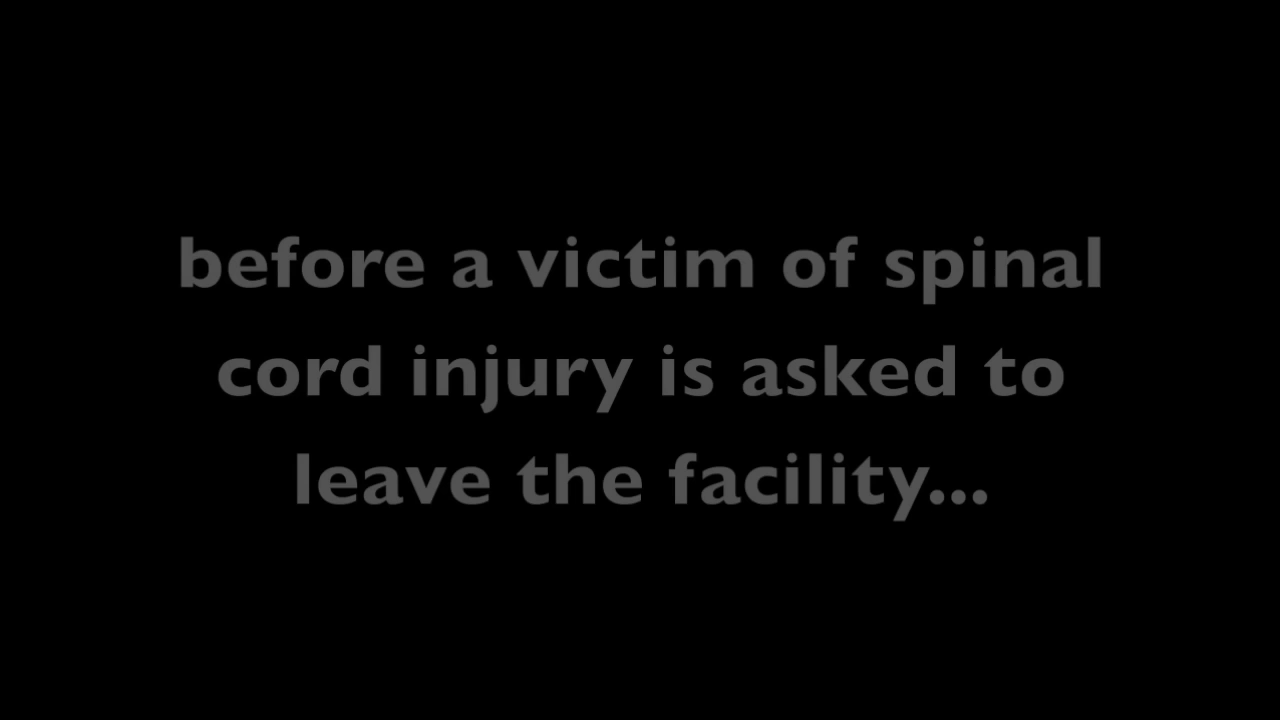 before a victim of spinal
cord injury is asked to
leave the facility...